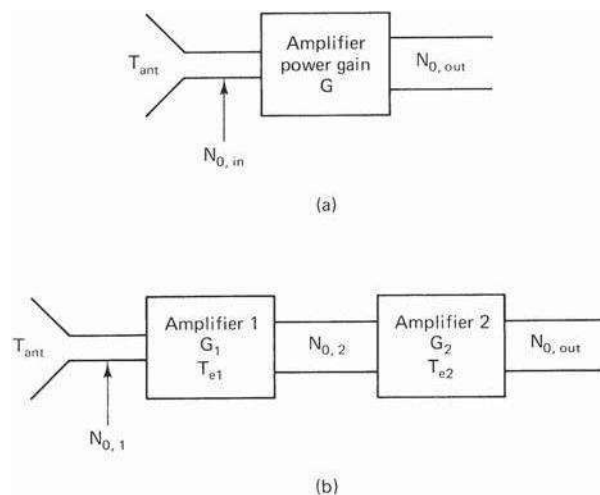 Amplifier
power gain
G
T_ant
N_0, out
N_0, in
(a)
Amplifier 1
G_1
T_e1
Amplifier 2
G_2
T_e2
T_ant
N_0, 2
N_0, out
N_0, 1
(b)